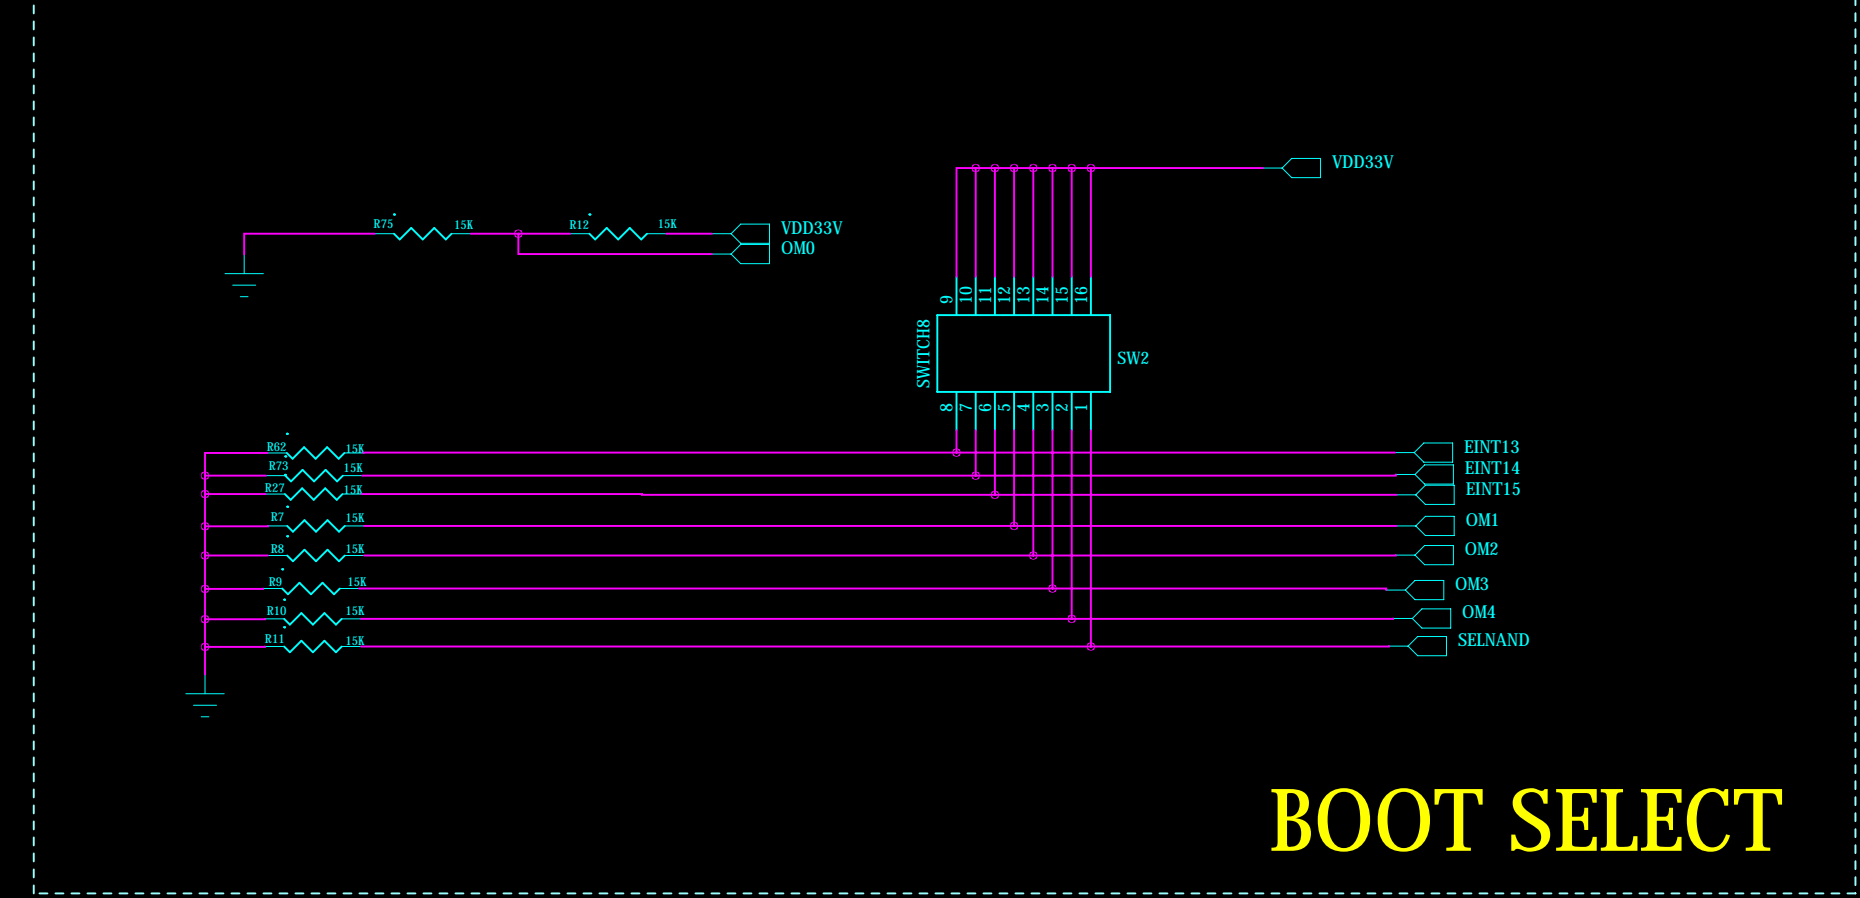 VDD33V
R75 15K R12 15K VDD33V
OM0
9 10 11 12 13 14 15 16
SWITCH8 SW2
8 7 6 5 4 3 2 1
R62 15K EINT13
R73 15K EINT14
R27 15K EINT15
R7 15K OM1
R8 15K OM2
R9 15K OM3
R10 15K OM4
R11 15K SELNAND
BOOT SELECT